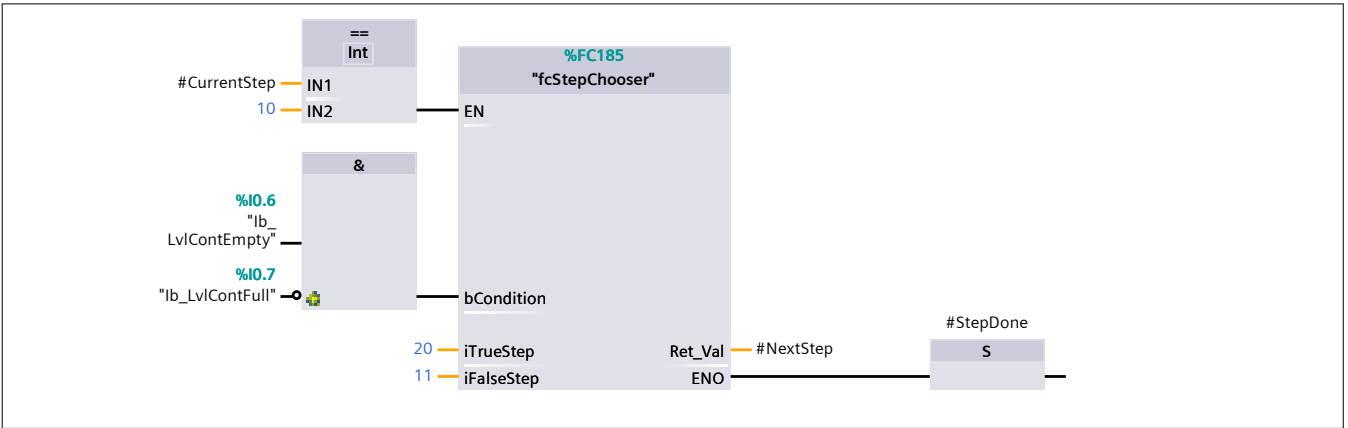 ==
Int
#CurrentStep
IN1
10
IN2
%FC185
"fcStepChooser"
EN
&
%I0.6
"Ib_
LvlContEmpty"
%I0.7
"Ib_LvlContFull"
bCondition
20
iTrueStep
Ret_Val
#NextStep
11
iFalseStep
ENO
#StepDone
S